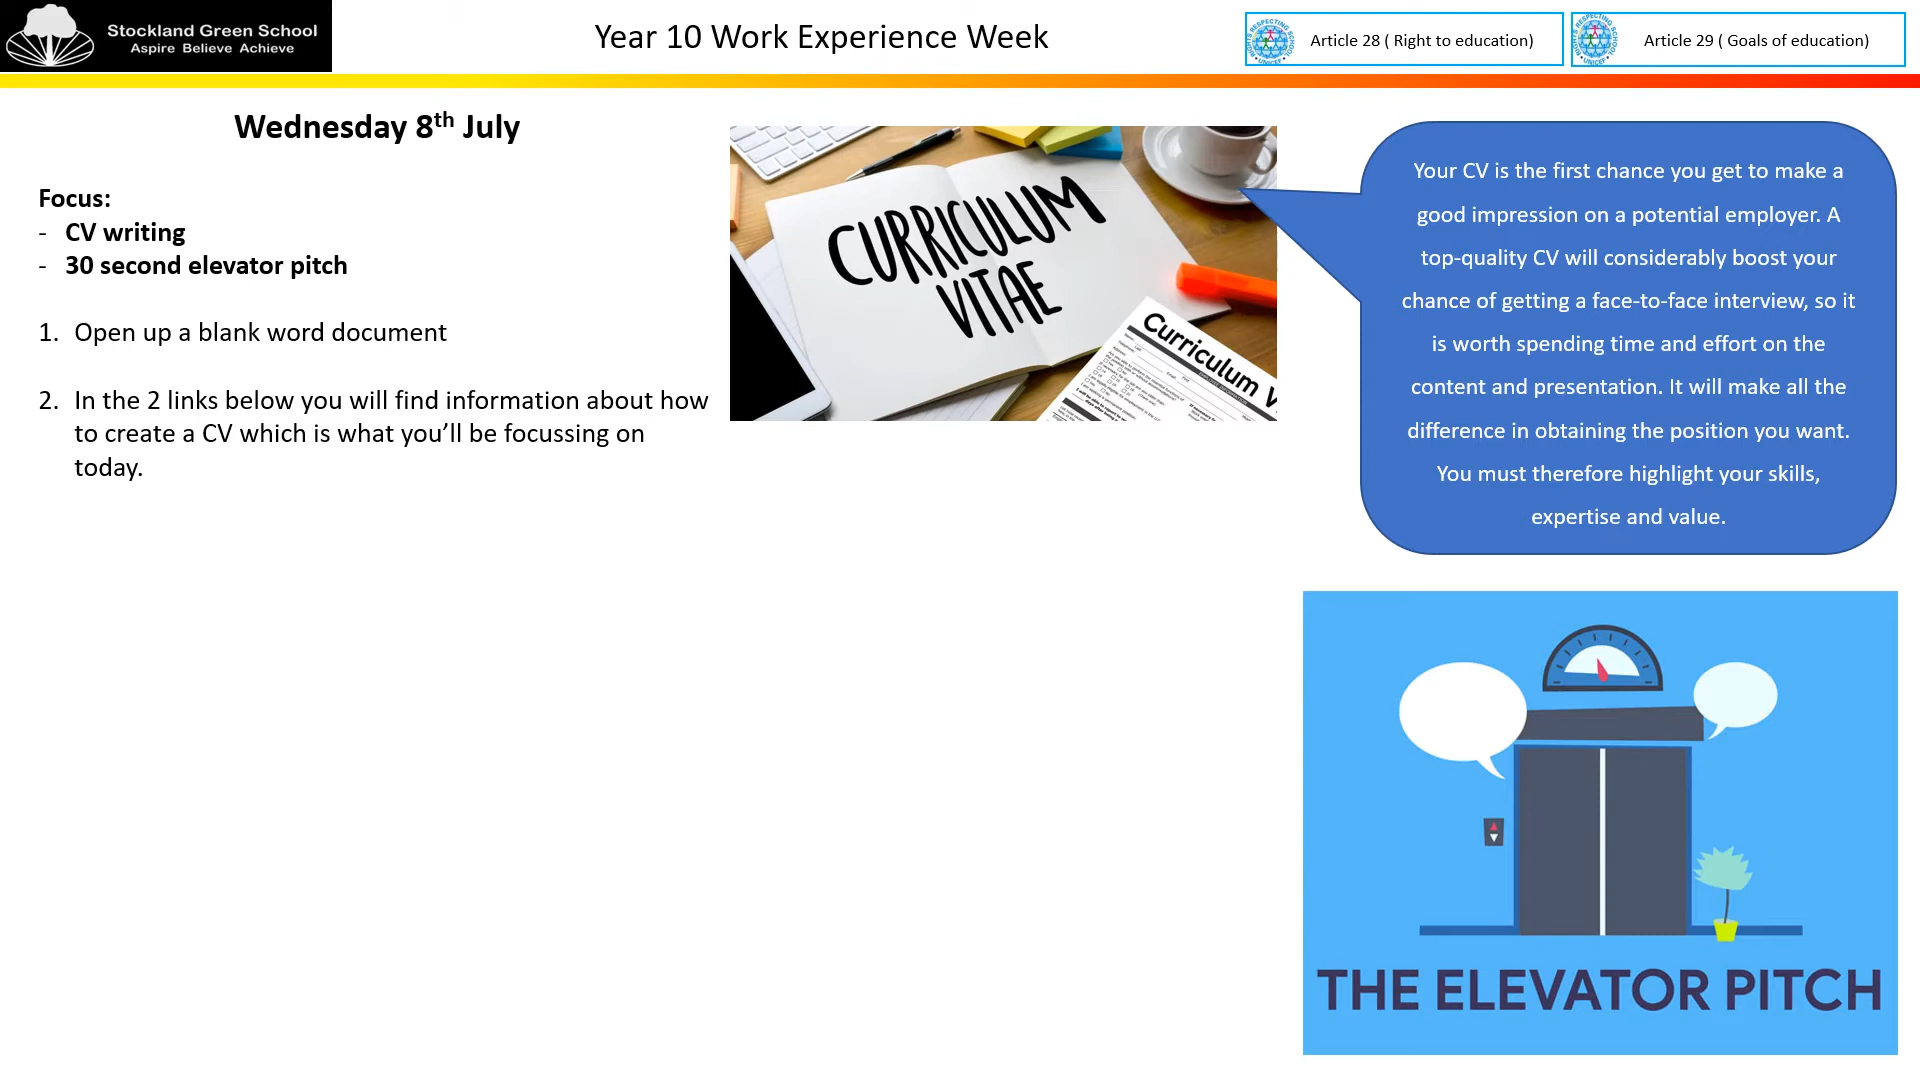 Stockland Green School
Aspire Believe Achieve
Year 10 Work Experience Week
Article 28 ( Right to education)
Article 29 ( Goals of education)
Wednesday 8th July
Focus:
- CV writing
- 30 second elevator pitch
1. Open up a blank word document
2. In the 2 links below you will find information about how
to create a CV which is what you’ll be focussing on
today.
CURRICULUM
VITAE
Curriculum V
Your CV is the first chance you get to make a
good impression on a potential employer. A
top-quality CV will considerably boost your
chance of getting a face-to-face interview, so it
is worth spending time and effort on the
content and presentation. It will make all the
difference in obtaining the position you want.
You must therefore highlight your skills,
expertise and value.
THE ELEVATOR PITCH